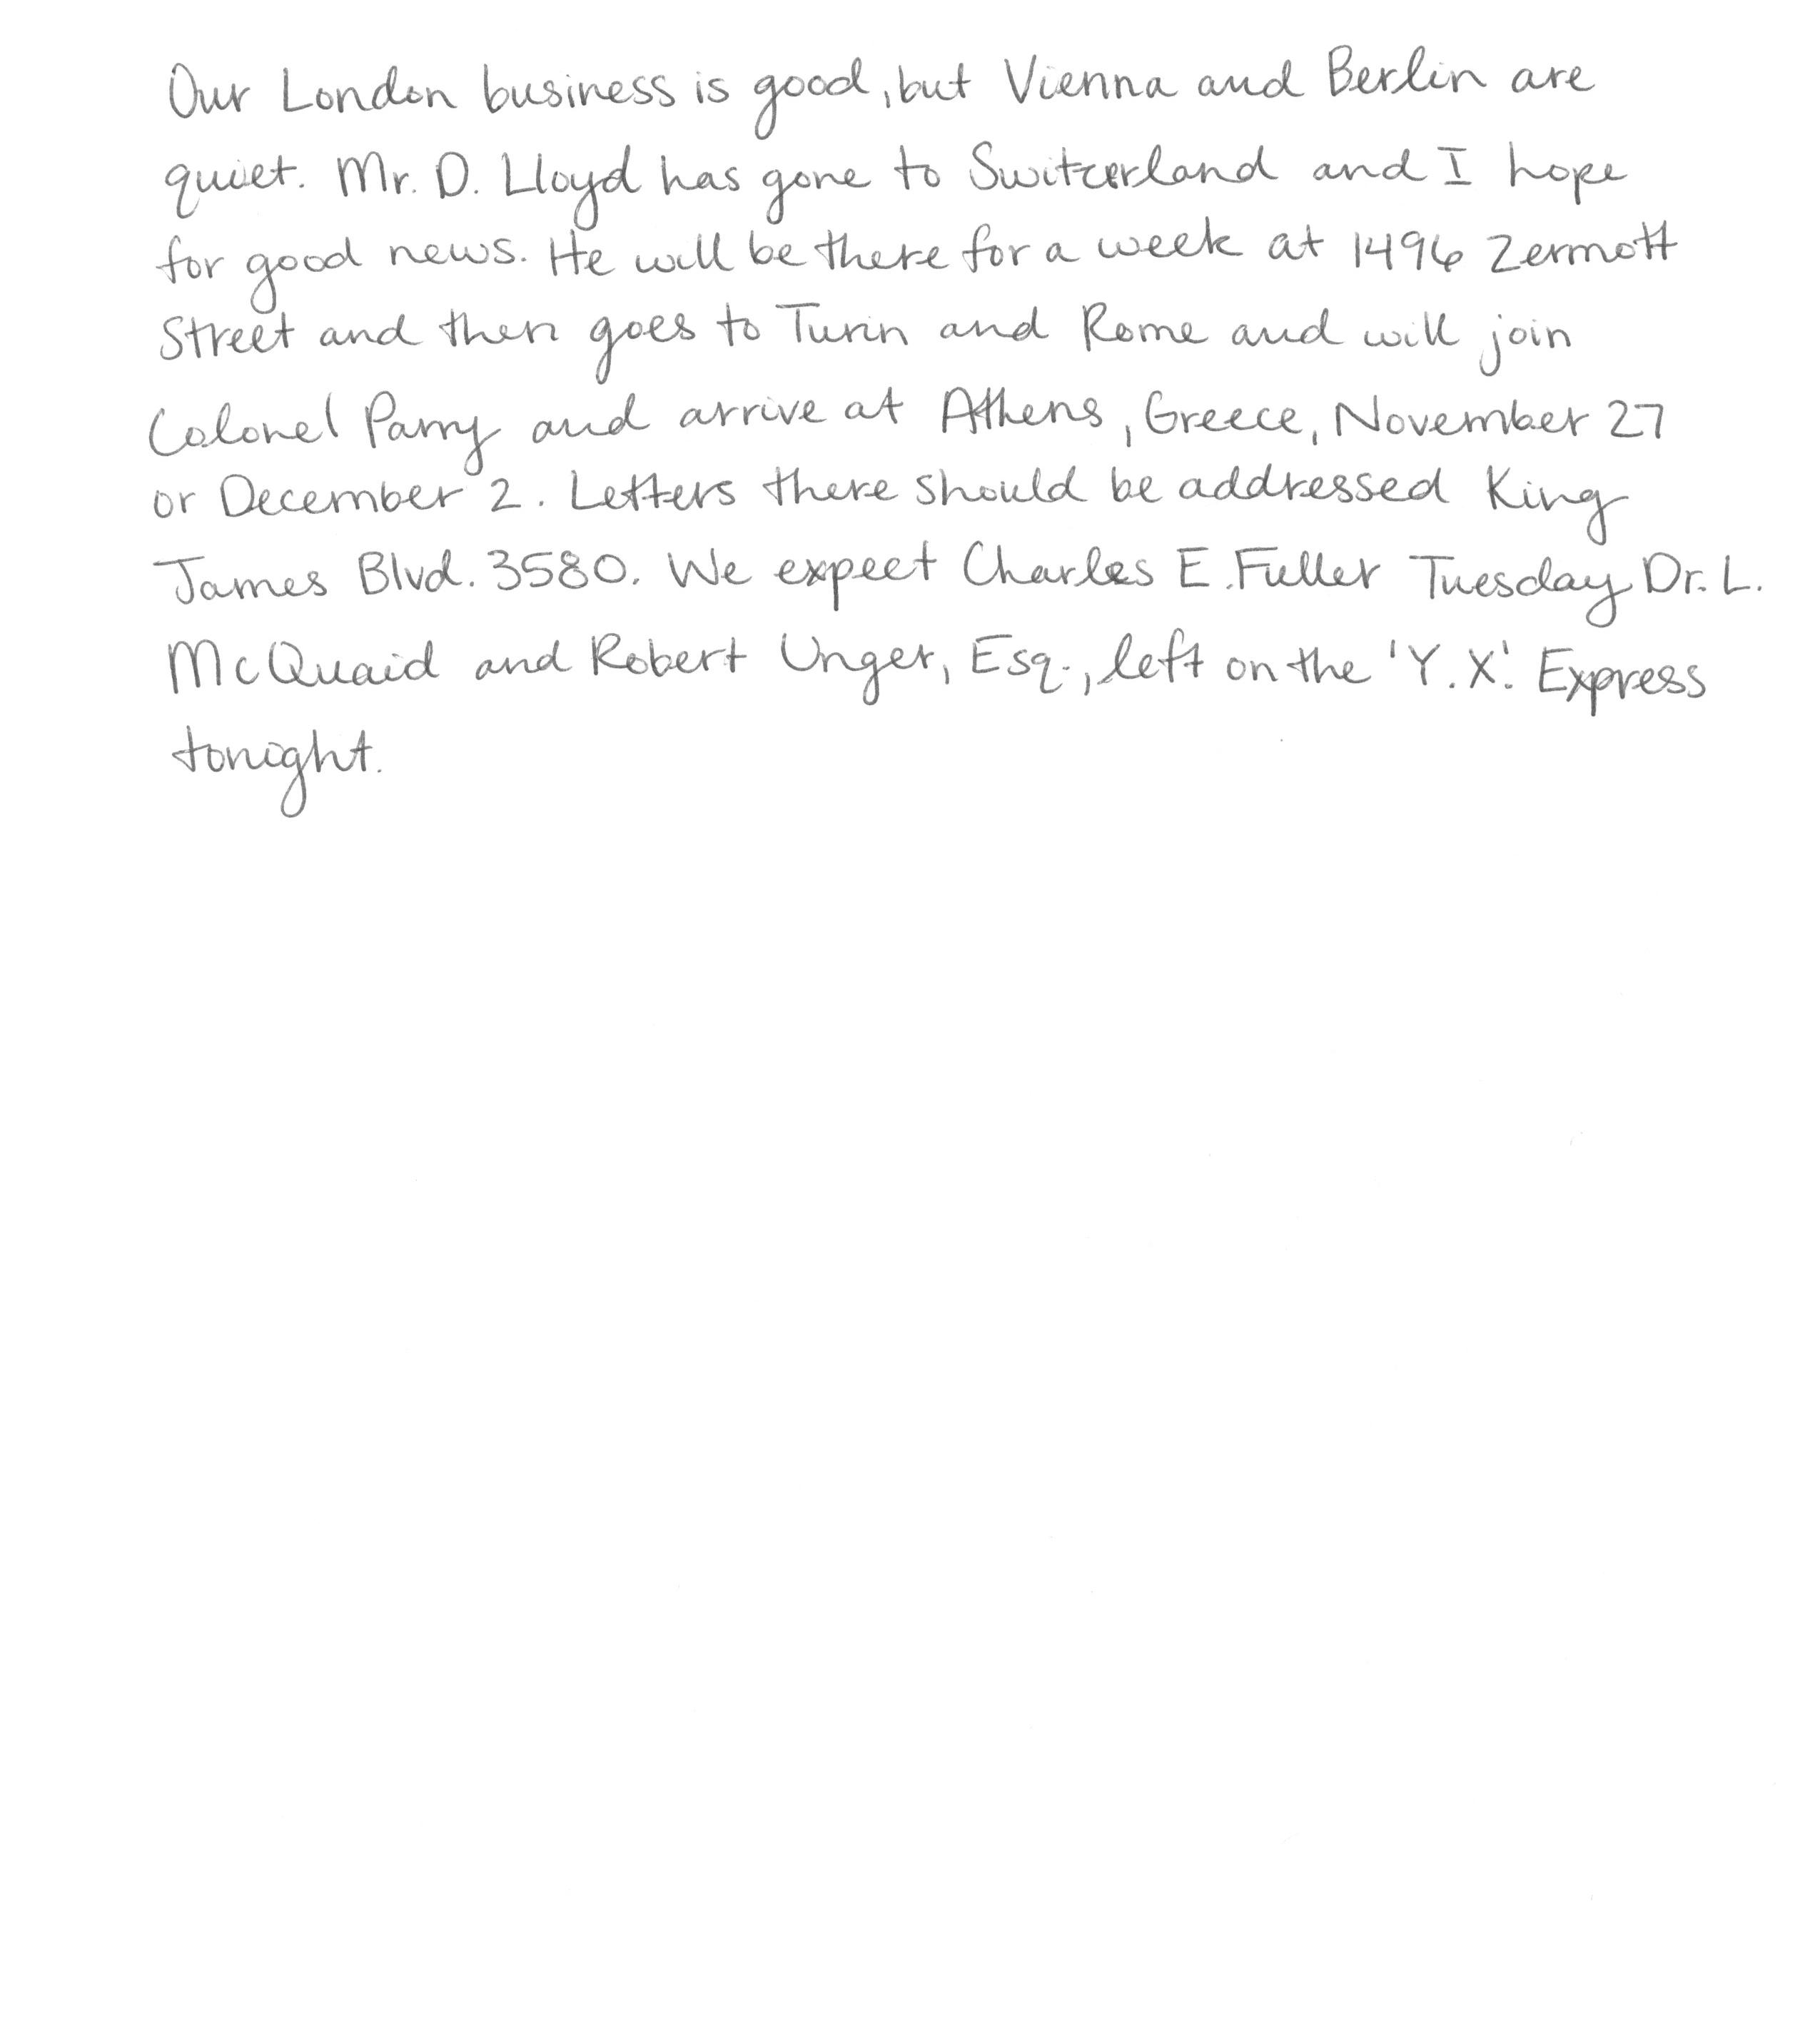 Our London business is good, but Vienna and Berlin are
quiet. Mr. D. Lloyd has gone to Switzerland and I hope
for good news. He will be there for a week at 1496 Zermott
Street and then goes to Turin and Rome and will join
Colonel Parry and arrive at Athens, Greece, November 27
or December 2. Letters there should be addressed King
James Blvd. 3580. We expect Charles E. Fuller Tuesday Dr. L.
McQuaid and Robert Unger, Esq., left on the 'Y.X.' Express
tonight.